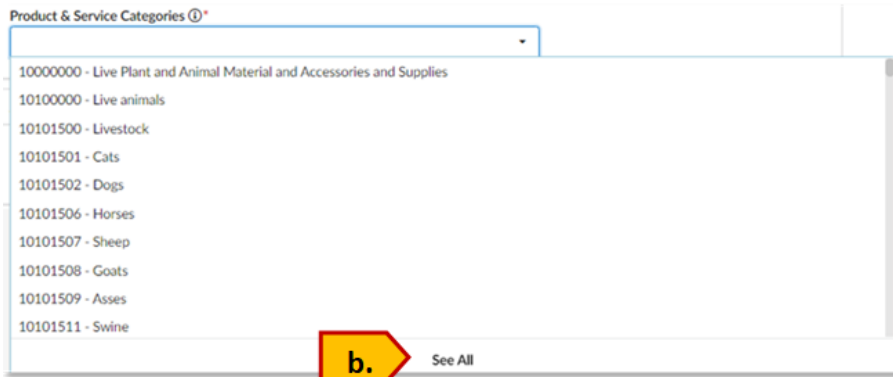 Product & Service Categories ⓘ*
10000000 - Live Plant and Animal Material and Accessories and Supplies
10100000 - Live animals
10101500 - Livestock
10101501 - Cats
10101502 - Dogs
10101506 - Horses
10101507 - Sheep
10101508 - Goats
10101509 - Asses
10101511 - Swine
b. See All